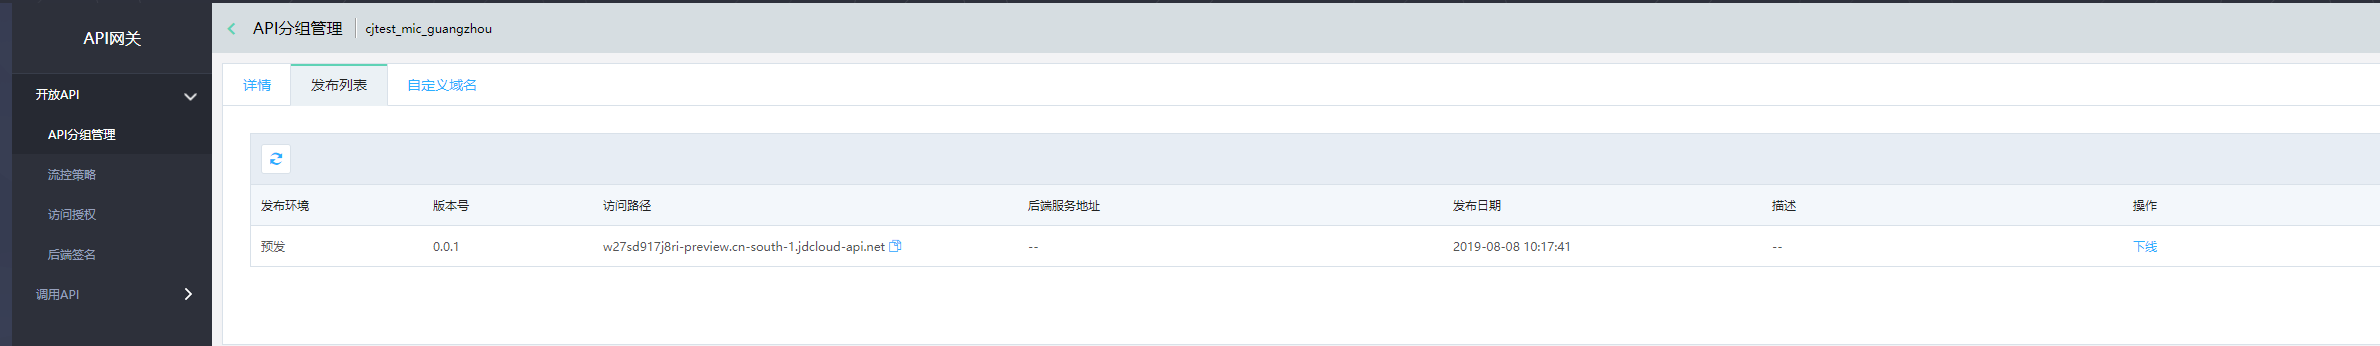 API网关
开放API
API分组管理
流控策略
访问授权
后端签名
调用API
API分组管理 cjtest_mic_guangzhou
详情 发布列表 自定义域名
发布环境 版本号 访问路径 后端服务地址 发布日期 描述 操作
预发 0.0.1 w27sd917j8ri-preview.cn-south-1.jdcloud-api.net -- 2019-08-08 10:17:41 -- 下线